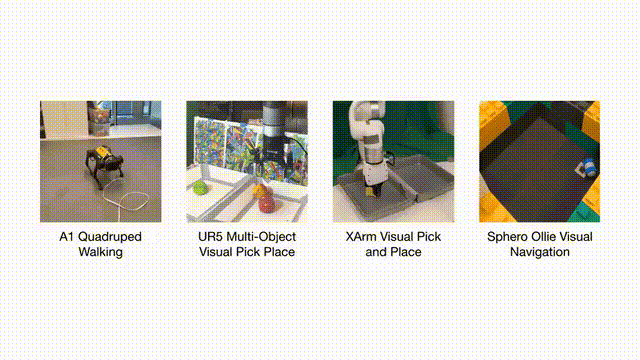 A1 Quadruped
Walking
UR5 Multi-Object
Visual Pick Place
XArm Visual Pick
and Place
Sphero Ollie Visual
Navigation